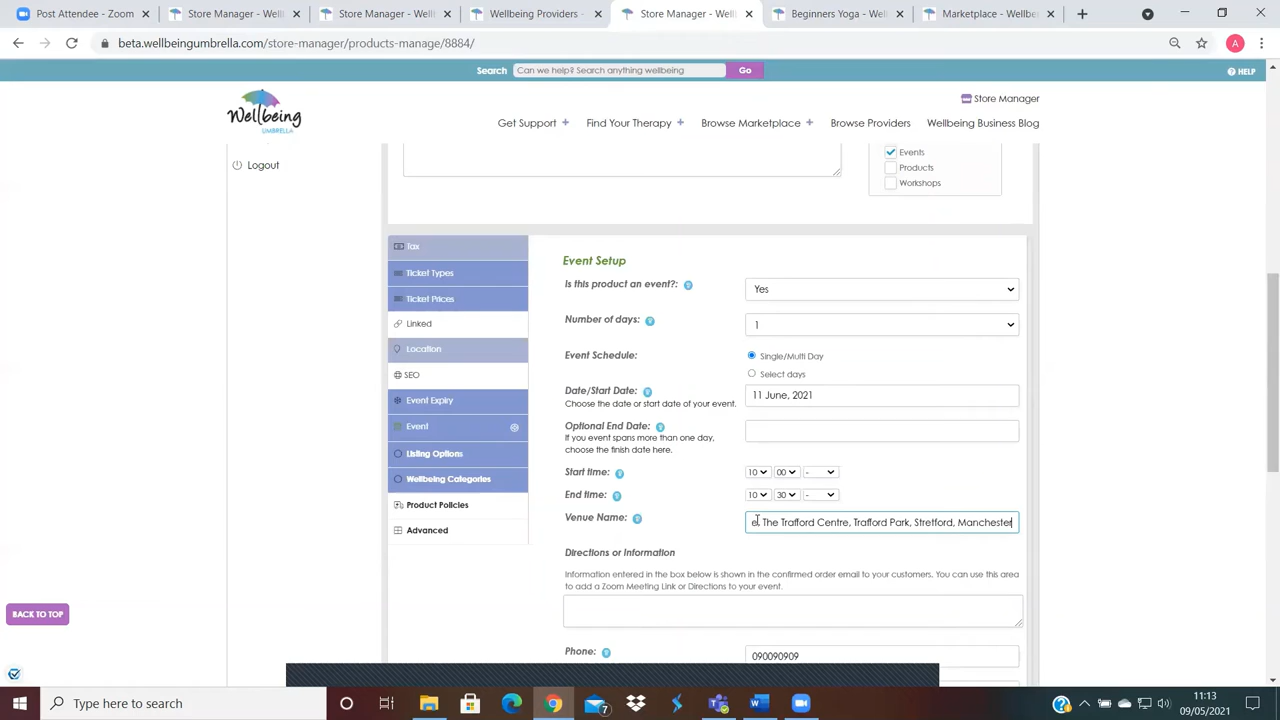 Post Attendee - Zoom
Store Manager - Welln
Store Manager - Welln
Store Manager - Welln
Beginners Yoga - Wellb
Marketplace - Wellbein
beta.wellbeingumbrella.com/store-manager/products-manage/8884/
A
Search Can we help? Search anything wellbeing Go
HELP
Wellbeing
UMBRELLA
Store Manager
Get Support + Find Your Therapy + Browse Marketplace + Browse Providers Wellbeing Business Blog
Logout
Events
Products
Workshops
Tax
Ticket Types
Ticket Prices
Linked
Location
SEO
Event Expiry
Event
Listing Options
Wellbeing Categories
Product Policies
Advanced
Event Setup
Is this product an event?: Yes
Number of days: 1
Event Schedule: Single/Multi Day
Select days
Date/Start Date: 11 June, 2021
Choose the date or start date of your event.
Optional End Date:
If you event spans more than one day,
choose the finish date here.
Start time: 10 00 -
End time: 10 30 -
Venue Name: The Trafford Centre, Trafford Park, Stretford, Manchester
Directions or Information
Information entered in the box below is shown in the confirmed order email to your customers. You can use this area
to add a Zoom Meeting Link or Directions to your event.
Phone: 090090909
BACK TO TOP
Type here to search
7
11:13
09/05/2021